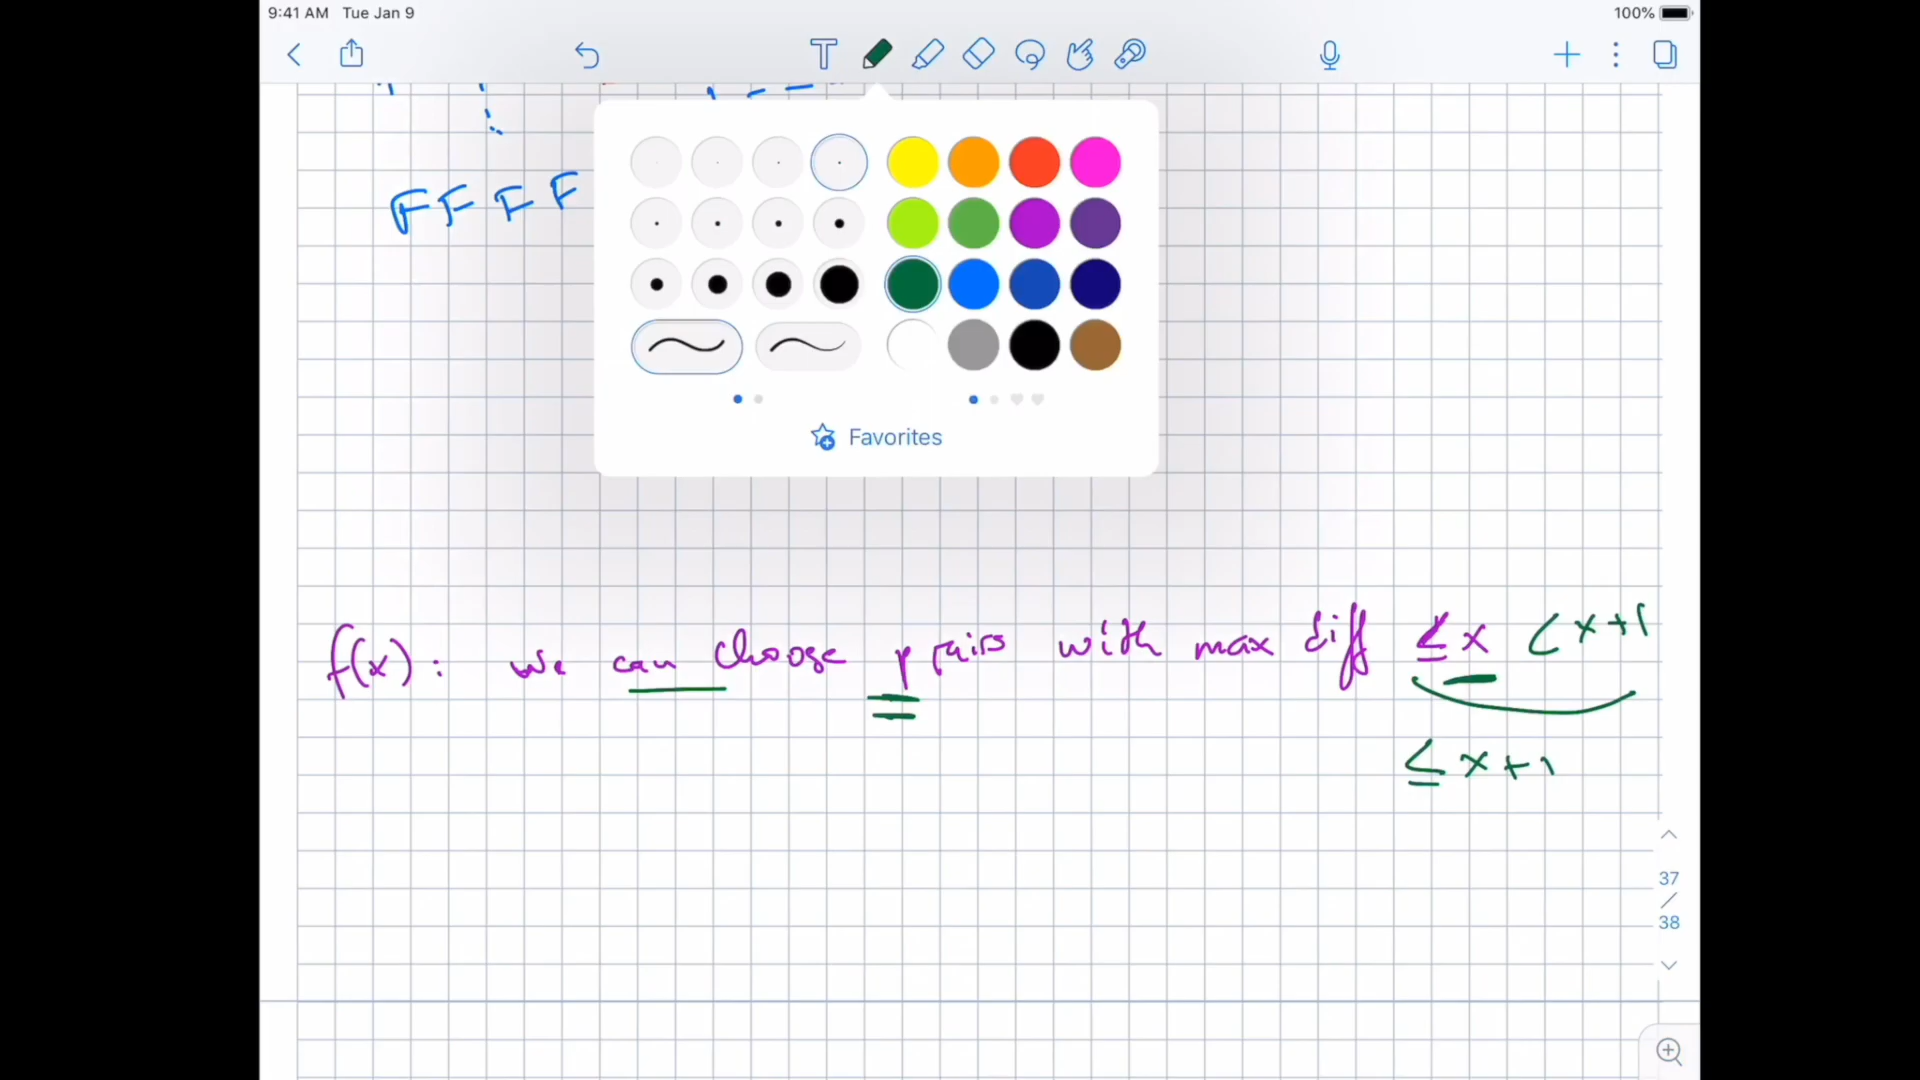 9:41 AM Tue Jan 9 100%
T
F F F F
Favorites
f(x): we can choose p pairs with max diff ≤ x < x+1
≤ x+1
37
/
38